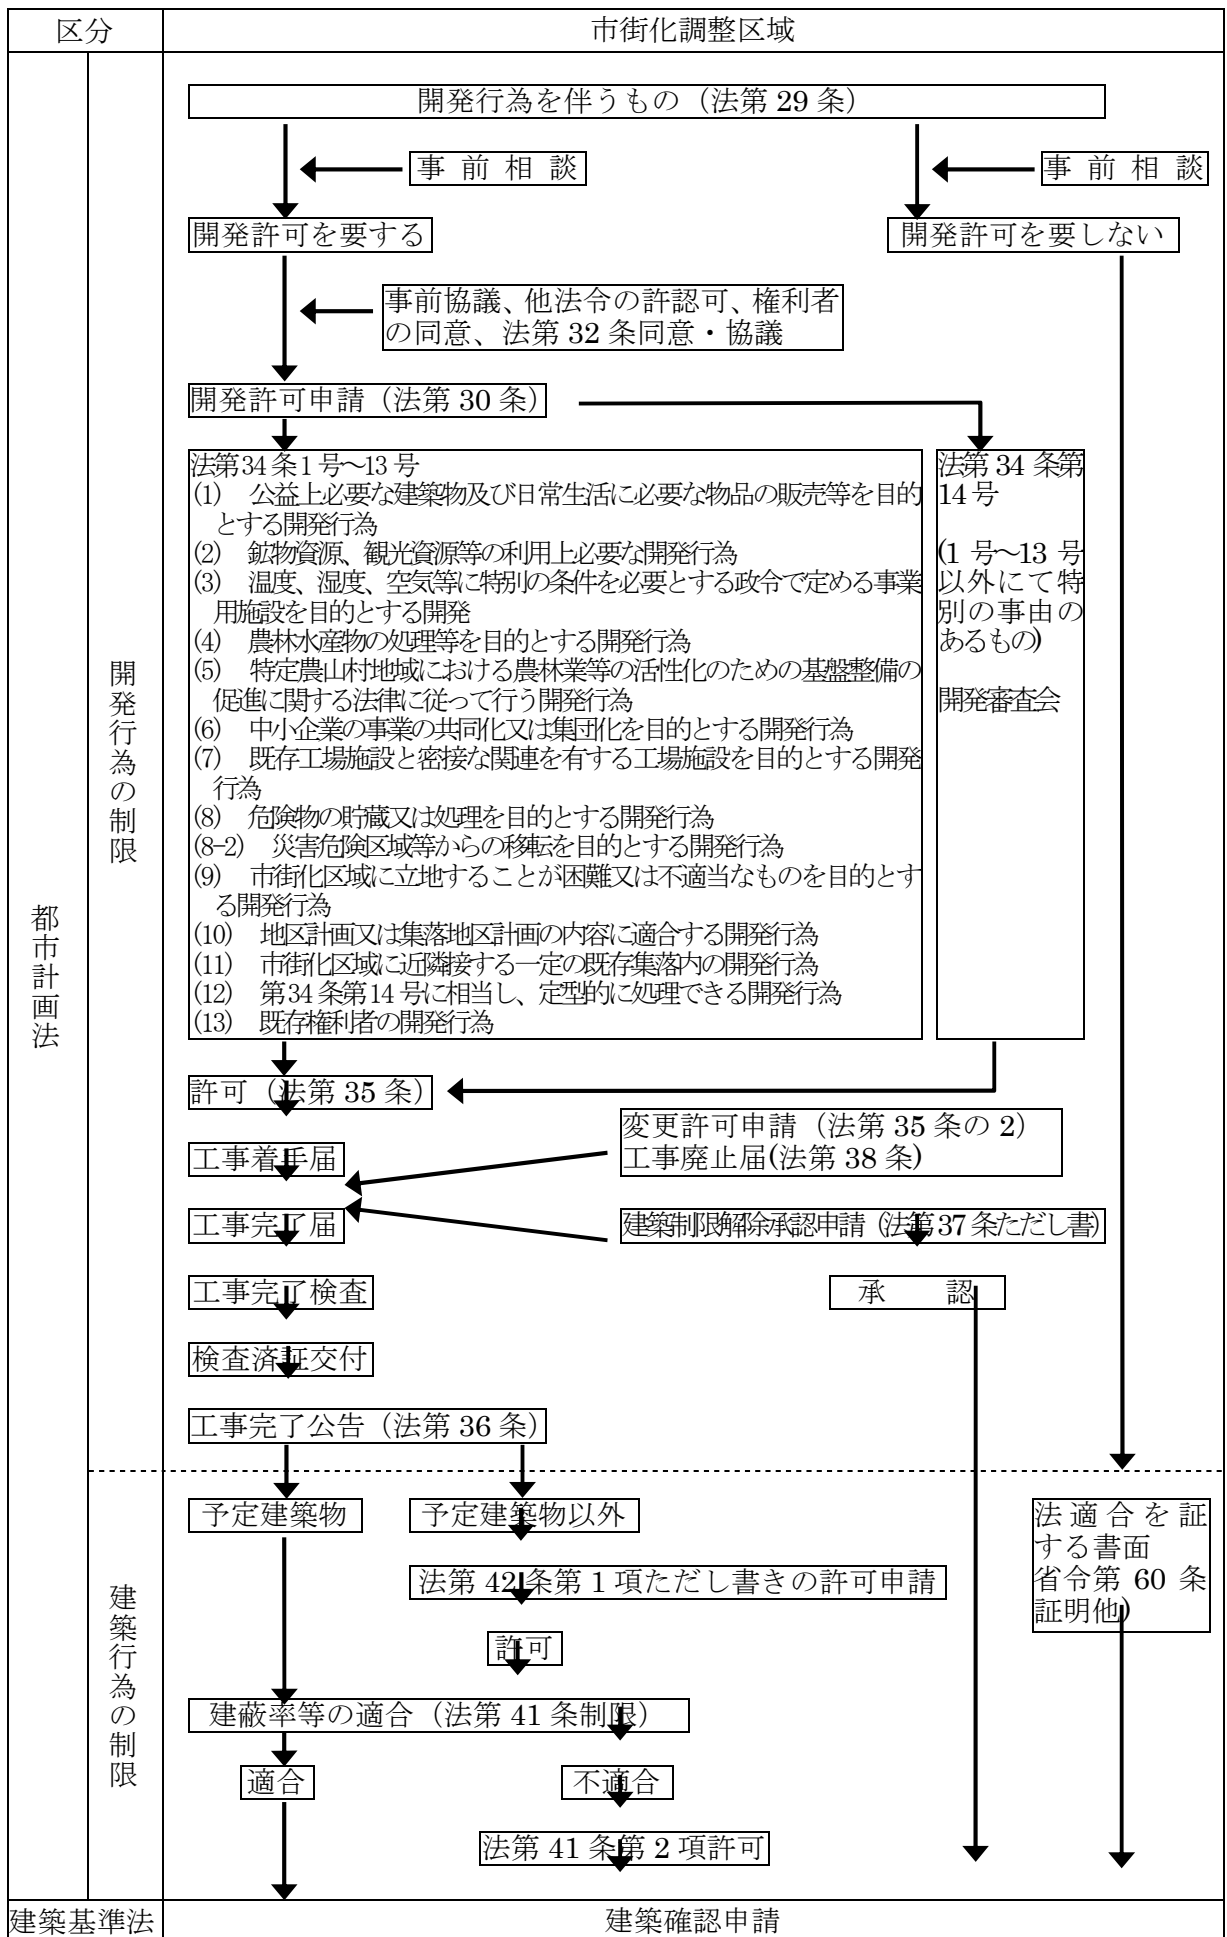 区分
市街化調整区域
開発行為を伴うもの（法第 29 条）
事前相談
事前相談
開発許可を要する
開発許可を要しない
事前協議、他法令の許認可、権利者
の同意、法第 32 条同意・協議
開発許可申請（法第 30 条）
法第34条1号～13号
(1) 公益上必要な建築物及び日常生活に必要な物品の販売等を目的
とする開発行為
(2) 鉱物資源、観光資源等の利用上必要な開発行為
(3) 温度、湿度、空気等に特別の条件を必要とする政令で定める事業
用施設を目的とする開発
(4) 農林水産物の処理等を目的とする開発行為
(5) 特定農山村地域における農林業等の活性化のための基盤整備の
促進に関する法律に従って行う開発行為
(6) 中小企業の事業の共同化又は集団化を目的とする開発行為
(7) 既存工場施設と密接な関連を有する工場施設を目的とする開発
行為
(8) 危険物の貯蔵又は処理を目的とする開発行為
(8-2) 災害危険区域等からの移転を目的とする開発行為
(9) 市街化区域に立地することが困難又は不適当なものを目的とす
る開発行為
(10) 地区計画又は集落地区計画の内容に適合する開発行為
(11) 市街化区域に近隣接する一定の既存集落内の開発行為
(12) 第34条第14号に相当し、定型的に処理できる開発行為
(13) 既存権利者の開発行為
法第 34 条第
14号
(1 号～13 号
以外にて特
別の事由の
あるもの)
開発審査会
許可（法第 35 条）
変更許可申請（法第 35 条の 2）
工事廃止届(法第 38 条)
工事着手届
工事完了届
建築制限解除承認申請（法第37条ただし書)
工事完了検査
承認
検査済証交付
工事完了公告（法第 36 条）
予定建築物
予定建築物以外
法適合を証
する書面
省令第 60 条
証明他)
法第 42 条第 1 項ただし書きの許可申請
許可
建蔽率等の適合（法第 41 条制限）
適合
不適合
法第 41 条第 2 項許可
都市計画法
開発行為の制限
建築行為の制限
建築基準法
建築確認申請